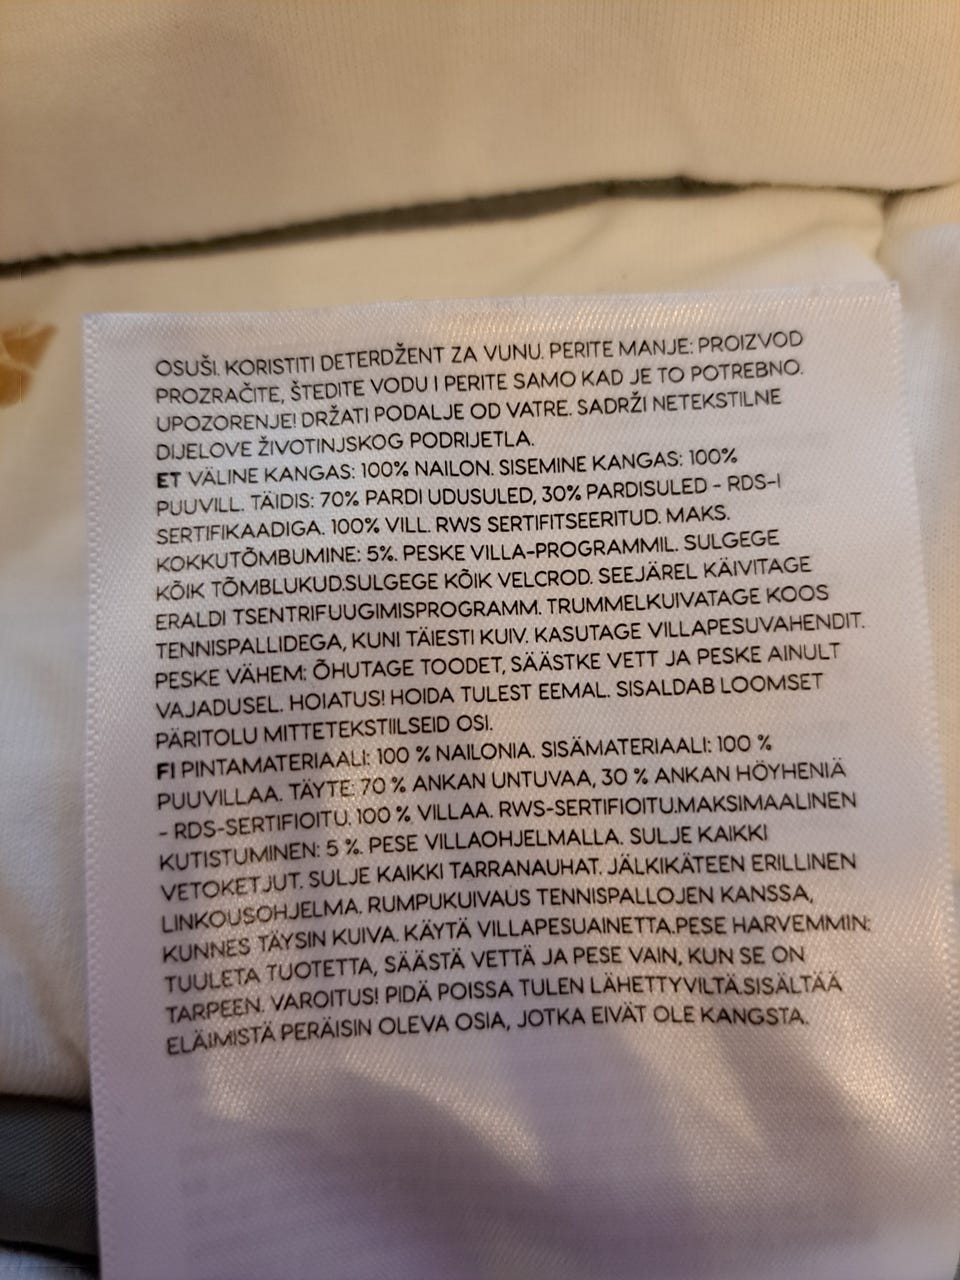 OSUŠI. KORISTITI DETERDŽENT ZA VUNU. PERITE MANJE: PROIZVOD
PROZRAČITE, ŠTEDITE VODU I PERITE SAMO KAD JE TO POTREBNO.
UPOZORENJE! DRŽATI PODALJE OD VATRE. SADRŽI NETEKSTILNE
DIJELOVE ŽIVOTINJSKOG PODRIJETLA.
ET VÄLINE KANGAS: 100% NAILON. SISEMINE KANGAS: 100%
PUUVILL. TÄIDIS: 70% PARDI UDUSULED, 30% PARDISULED - RDS-I
SERTIFIKAADIGA. 100% VILL. RWS SERTIFITSEERITUD. MAKS.
KOKKUTÕMBUMINE: 5%. PESKE VILLA-PROGRAMMIL. SULGEGE
KÕIK TÕMBLUKUD.SULGEGE KÕIK VELCROD. SEEJÄREL KÄIVITAGE
ERALDI TSENTRIFUUGIMISPROGRAMM. TRUMMELKUIVATAGE KOOS
TENNISPALLIDEGA, KUNI TÄIESTI KUIV. KASUTAGE VILLAPESUVAHENDIT.
PESKE VÄHEM: ÕHUTAGE TOODET, SÄÄSTKE VETT JA PESKE AINULT
VAJADUSEL. HOIATUS! HOIDA TULEST EEMAL. SISALDAB LOOMSET
PÄRITOLU MITTETEKSTIILSEID OSI.
FI PINTAMATERIAALI: 100 % NAILONIA. SISÄMATERIAALI: 100 %
PUUVILLAA. TÄYTE: 70 % ANKAN UNTUVAA, 30 % ANKAN HÖYHENIÄ
- RDS-SERTIFIOITU. 100 % VILLAA. RWS-SERTIFIOITU.MAKSIMAALINEN
KUTISTUMINEN: 5 %. PESE VILLAOHJELMALLA. SULJE KAIKKI
VETOKETJUT. SULJE KAIKKI TARRANAUHAT. JÄLKIKÄTEEN ERILLINEN
LINKOUSOHJELMA. RUMPUKUIVAUS TENNISPALLOJEN KANSSA,
KUNNES TÄYSIN KUIVA. KÄYTÄ VILLAPESUAINETTA.PESE HARVEMMIN:
TUULETA TUOTETTA, SÄÄSTÄ VETTÄ JA PESE VAIN, KUN SE ON
TARPEEN. VAROITUS! PIDÄ POISSA TULEN LÄHETTYVILTÄ.SISÄLTÄÄ
ELÄIMISTÄ PERÄISIN OLEVA OSIA, JOTKA EIVÄT OLE KANGSTA.